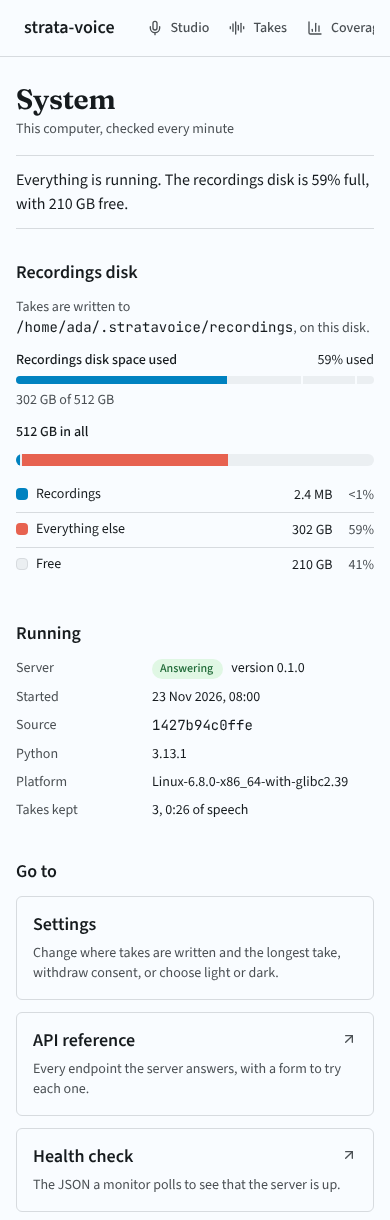 strata-voice
Studio
Takes
System
This computer, checked every minute
Everything is running. The recordings disk is 59% full,
with 210 GB free.
Recordings disk
Takes are written to
/home/ada/.stratavoice/recordings, on this disk.
Recordings disk space used 59% used
302 GB of 512 GB
512 GB in all
Recordings 2.4 MB <1%
Everything else 302 GB 59%
Free 210 GB 41%
Running
Server Answering version 0.1.0
Started 23 Nov 2026, 08:00
Source 1427b94c0ffe
Python 3.13.1
Platform Linux-6.8.0-x86_64-with-glibc2.39
Takes kept 3, 0:26 of speech
Go to
Settings
Change where takes are written and the longest take,
withdraw consent, or choose light or dark.
API reference
Every endpoint the server answers, with a form to try
each one.
Health check
The JSON a monitor polls to see that the server is up.